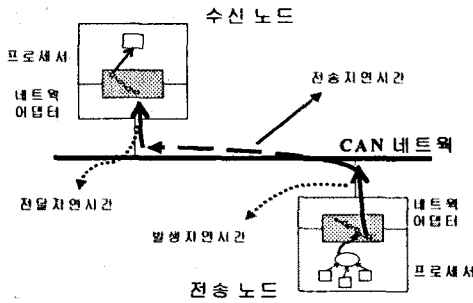 수신 노드
프로세서
네트웍
어댑터
전송지연시간
CAN 네트웍
전달지연시간
발생지연시간
네트웍
어댑터
프로세서
전송 노드